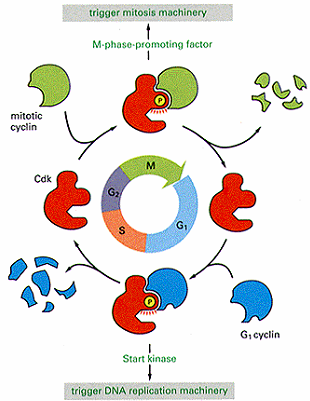 trigger mitosis machinery
M-phase-promoting factor
P
mitotic
cyclin
Cdk
M
G2
G1
S
P
G1 cyclin
Start kinase
trigger DNA replication machinery